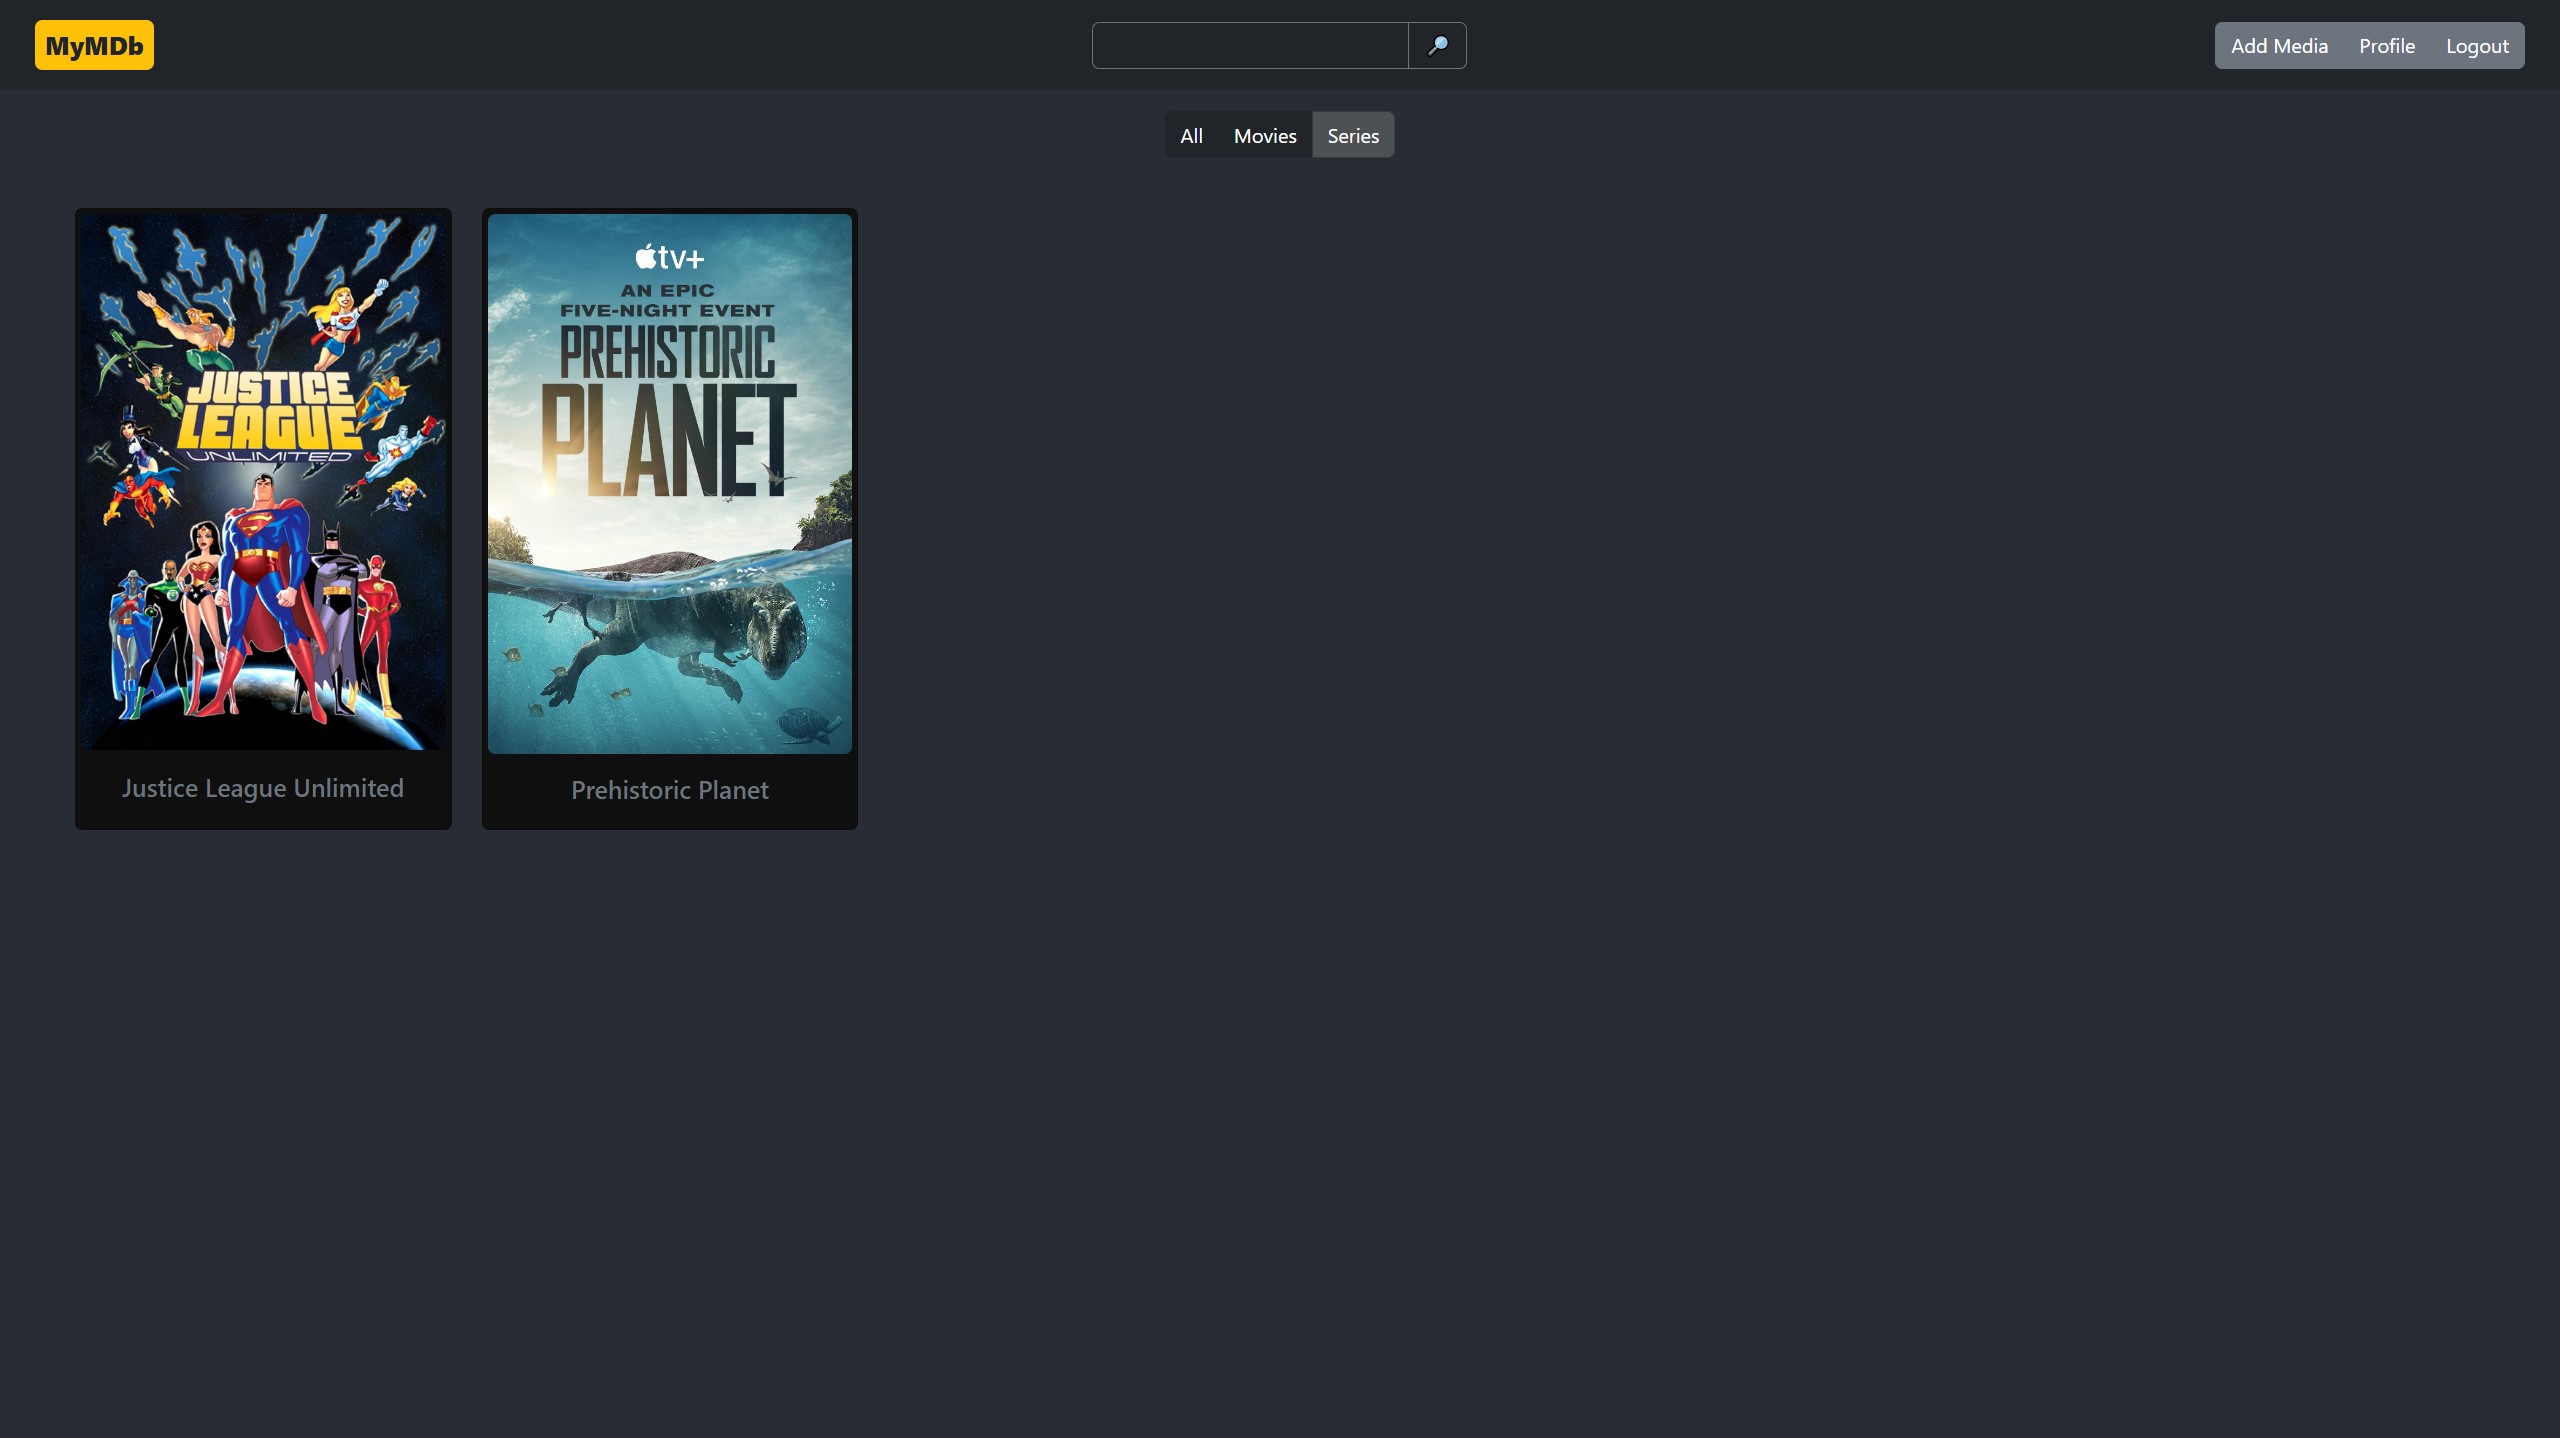 MyMDb
Add Media Profile Logout
All Movies Series
JUSTICE
LEAGUE
UNLIMITED
Justice League Unlimited
tv+
AN EPIC
FIVE-NIGHT EVENT
PREHISTORIC
PLANET
Prehistoric Planet